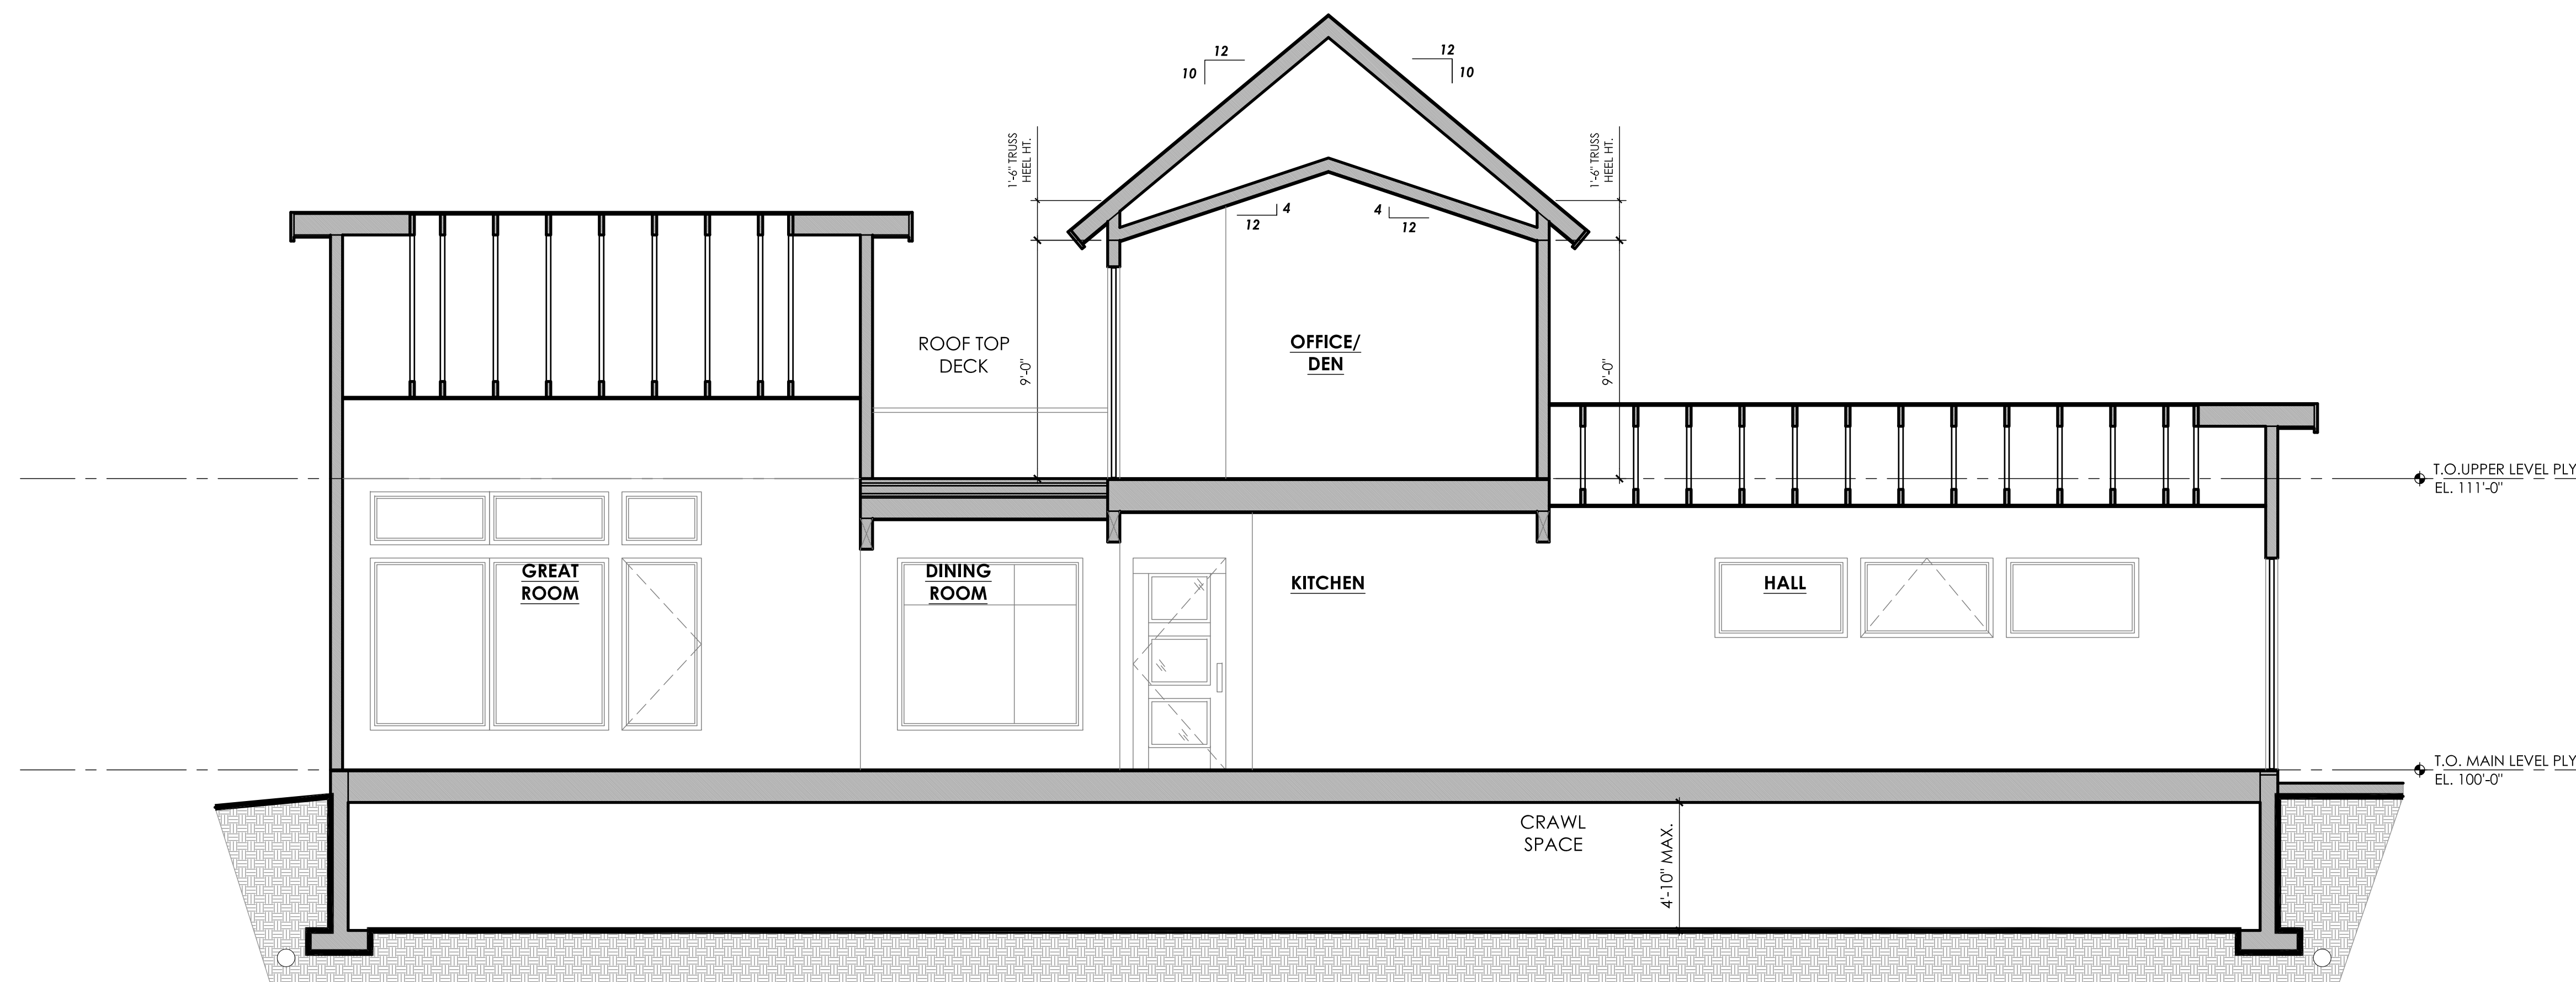 12
10
12
10
1'-6" TRUSS
HEEL HT.
1'-6" TRUSS
HEEL HT.
4
12
4
12
ROOF TOP
DECK
9'-0"
OFFICE/
DEN
9'-0"
T.O.UPPER LEVEL PLY
EL. 111'-0"
GREAT
ROOM
DINING
ROOM
KITCHEN
HALL
T.O. MAIN LEVEL PLY
EL. 100'-0"
CRAWL
SPACE
4'-10" MAX.